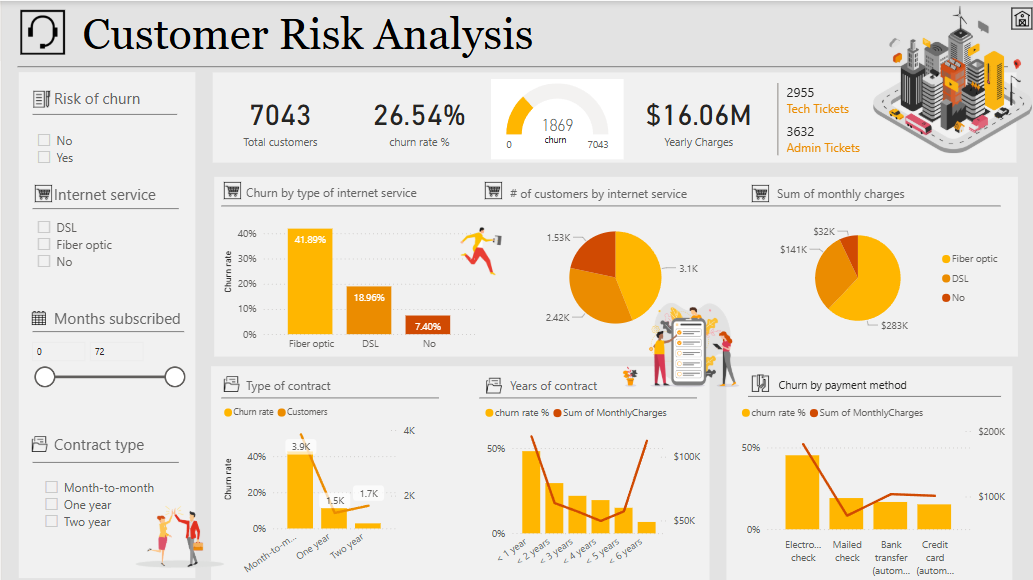 Customer Risk Analysis
Risk of churn
No
Yes
Internet service
DSL
Fiber optic
No
Months subscribed
0
72
Contract type
Month-to-month
One year
Two year
7043
Total customers
26.54%
churn rate %
1869
churn
0
7043
$16.06M
Yearly Charges
2955
Tech Tickets
3632
Admin Tickets
Churn by type of internet service
Churn rate
40%
30%
20%
10%
0%
41.89%
18.96%
7.40%
Fiber optic
DSL
No
# of customers by internet service
1.53K
3.1K
2.42K
Sum of monthly charges
$32K
$141K
$283K
Fiber optic
DSL
No
Type of contract
Churn rate
Customers
Churn rate
40%
20%
0%
4K
2K
3.9K
1.5K
1.7K
Month-to-m...
One year
Two year
Years of contract
churn rate %
Sum of MonthlyCharges
50%
0%
$100K
$50K
< 1 year
< 2 years
< 3 years
< 4 years
< 5 years
< 6 years
Churn by payment method
churn rate %
Sum of MonthlyCharges
50%
0%
$200K
$100K
Electro...
check
Mailed
check
Bank
transfer
(autom...
Credit
card
(autom...